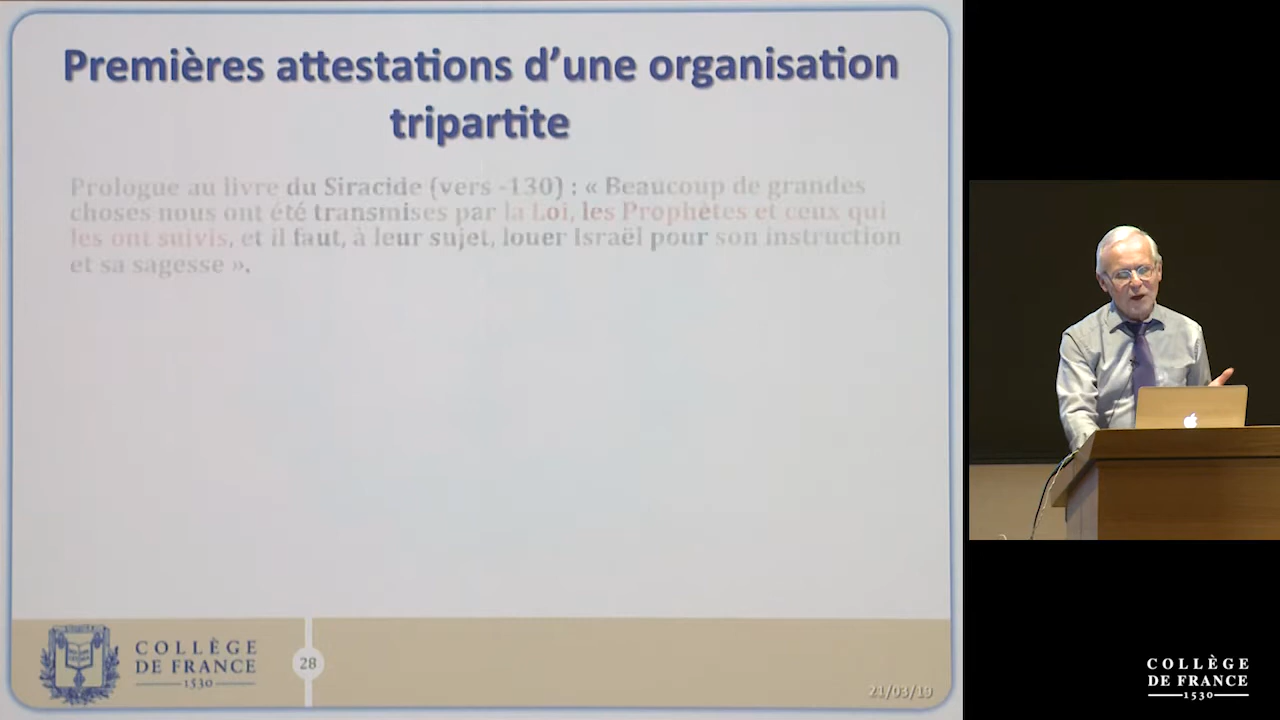 Premières attestations d'une organisation
tripartite
Prologue au livre du Siracide (vers -130) : « Beaucoup de grandes
choses nous ont été transmises par la Loi, les Prophètes et ceux qui
les ont suivis, et il faut, à leur sujet, louer Israël pour son instruction
et sa sagesse ».
COLLÈGE
DE FRANCE
1530
28
21/03/19
COLLÈGE
DE FRANCE
1530